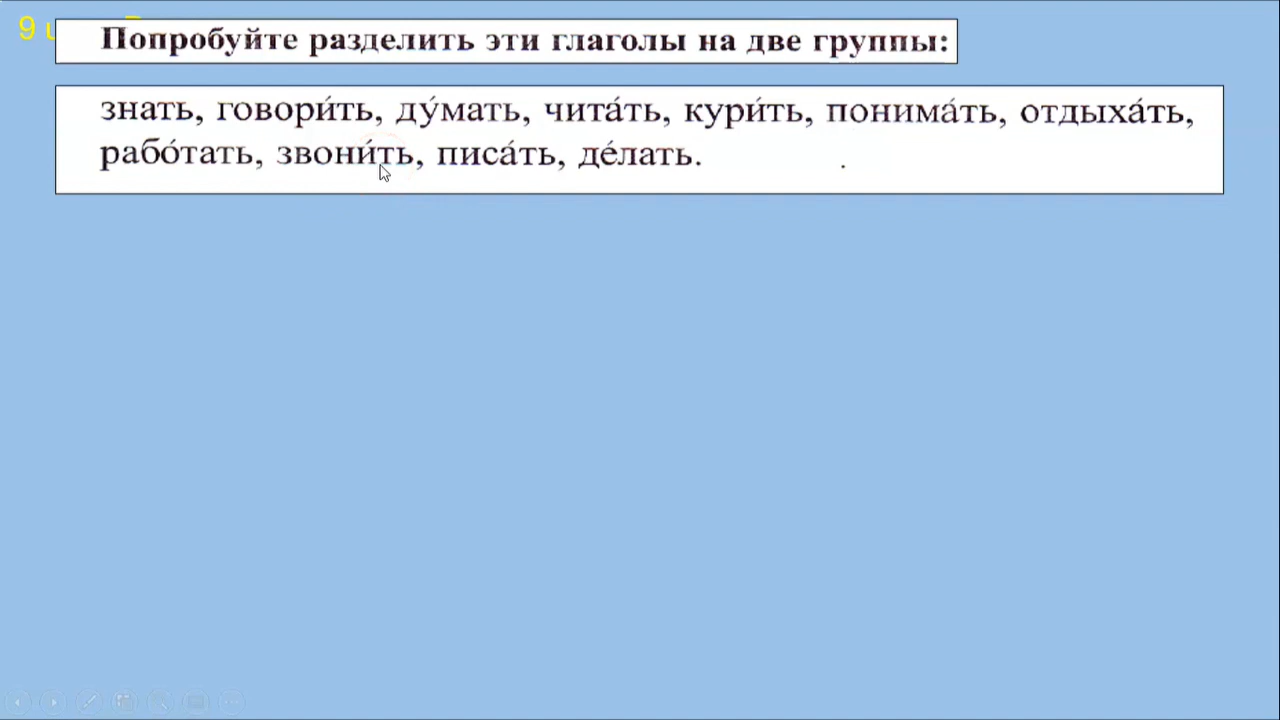 Попробуйте разделить эти глаголы на две группы:
знать, говори́ть, ду́мать, чита́ть, кури́ть, понима́ть, отдыха́ть,
рабо́тать, звони́ть, писа́ть, де́лать.